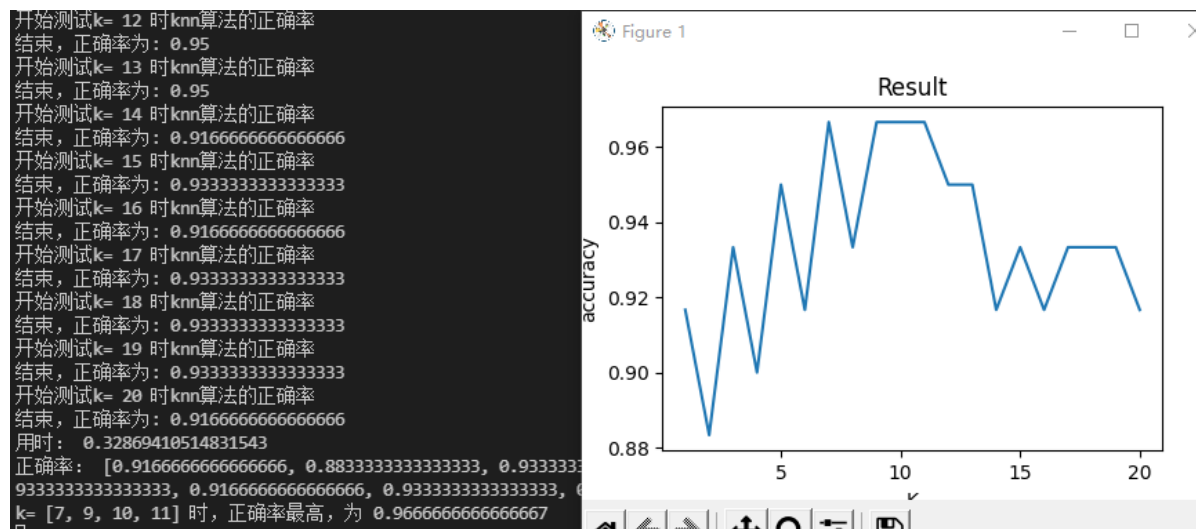 开始测试k= 12 时knn算法的正确率
结束，正确率为: 0.95
开始测试k= 13 时knn算法的正确率
结束，正确率为: 0.95
开始测试k= 14 时knn算法的正确率
结束，正确率为: 0.9166666666666666
开始测试k= 15 时knn算法的正确率
结束，正确率为: 0.9333333333333333
开始测试k= 16 时knn算法的正确率
结束，正确率为: 0.9166666666666666
开始测试k= 17 时knn算法的正确率
结束，正确率为: 0.9333333333333333
开始测试k= 18 时knn算法的正确率
结束，正确率为: 0.9333333333333333
开始测试k= 19 时knn算法的正确率
结束，正确率为: 0.9333333333333333
开始测试k= 20 时knn算法的正确率
结束，正确率为: 0.9166666666666666
用时: 0.32869410514831543
正确率: [0.9166666666666666, 0.8833333333333333, 0.9333333
9333333333333333, 0.9166666666666666, 0.9333333333333333,
k= [7, 9, 10, 11] 时，正确率最高，为 0.9666666666666667
Figure 1
Result
0.96
0.94
0.92
0.90
0.88
accuracy
5
10
15
20